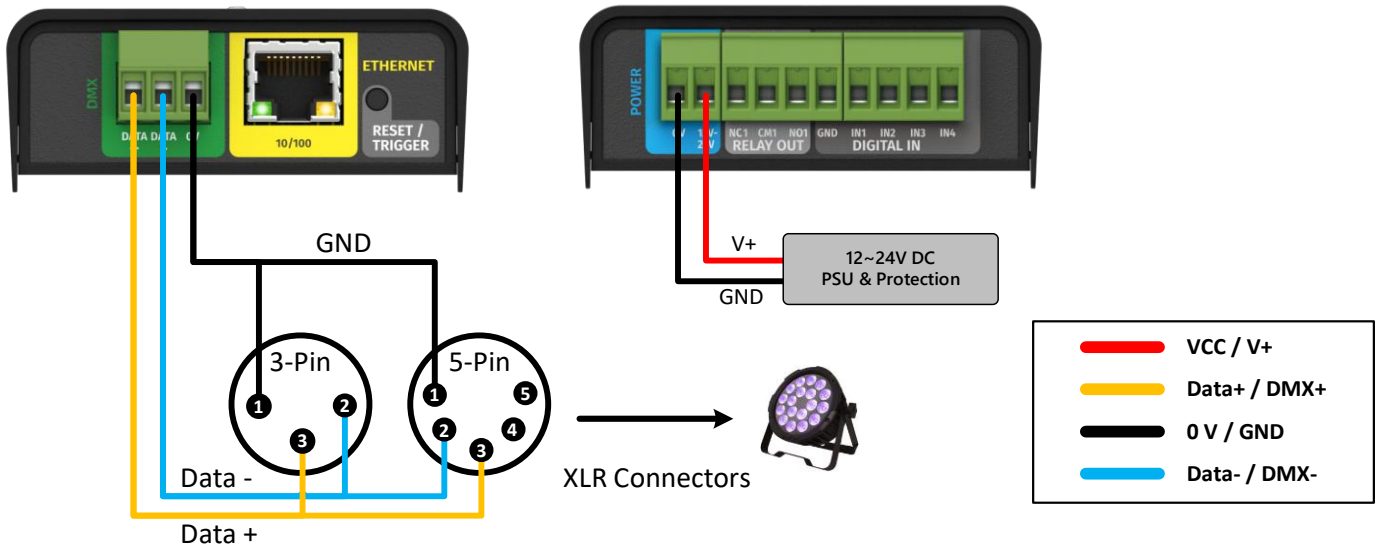 DMX
DATA DATA 0V
ETHERNET
10/100
RESET /
TRIGGER
POWER
0V
NC1 CM1 NO1 GND IN1 IN2 IN3 IN4
RELAY OUT DIGITAL IN
GND
V+
GND
12~24V DC
PSU & Protection
3-Pin
1
2
3
5-Pin
1
2
3
4
5
Data -
Data +
XLR Connectors
VCC / V+
Data+ / DMX+
0 V / GND
Data- / DMX-